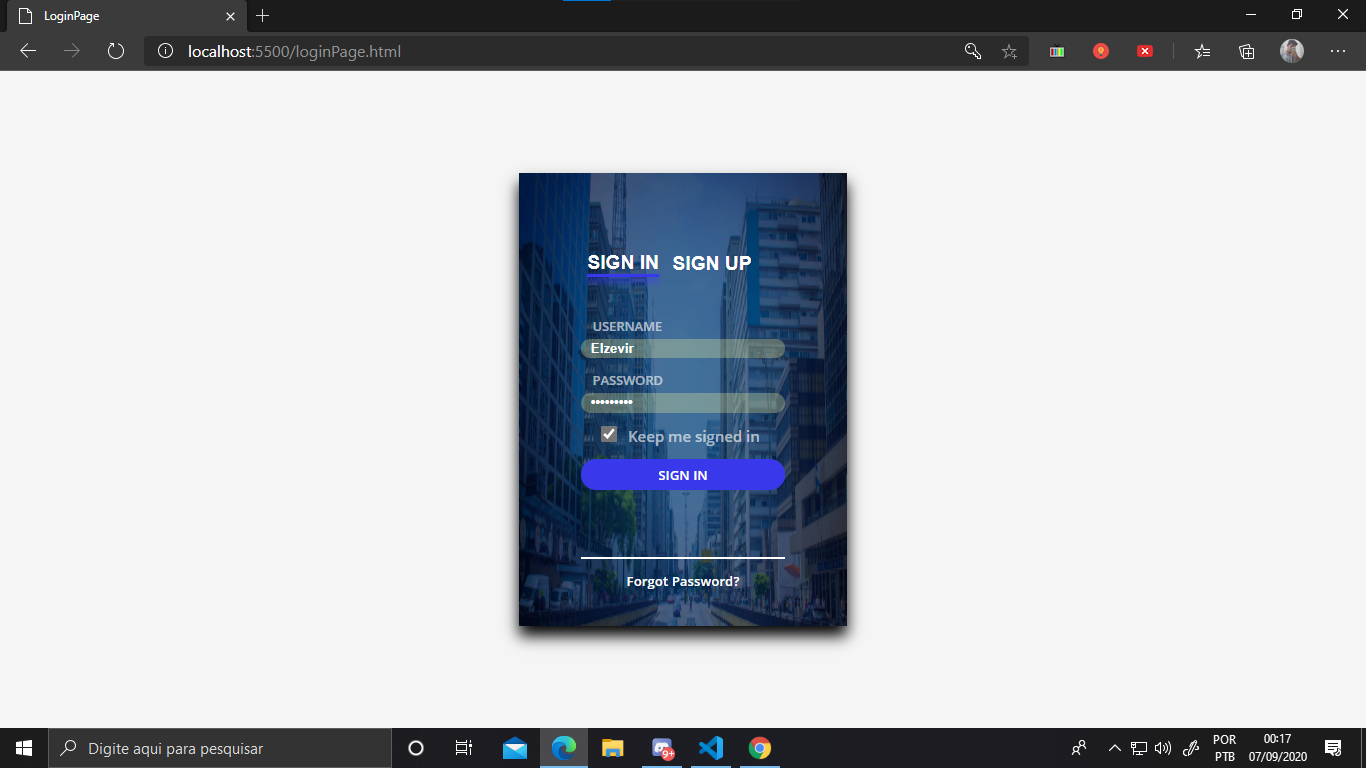 LoginPage
localhost:5500/loginPage.html
SIGN IN SIGN UP
USERNAME
Elzevir
PASSWORD
•••••••••
Keep me signed in
SIGN IN
Forgot Password?
Digite aqui para pesquisar
9+
POR
PTB
00:17
07/09/2020